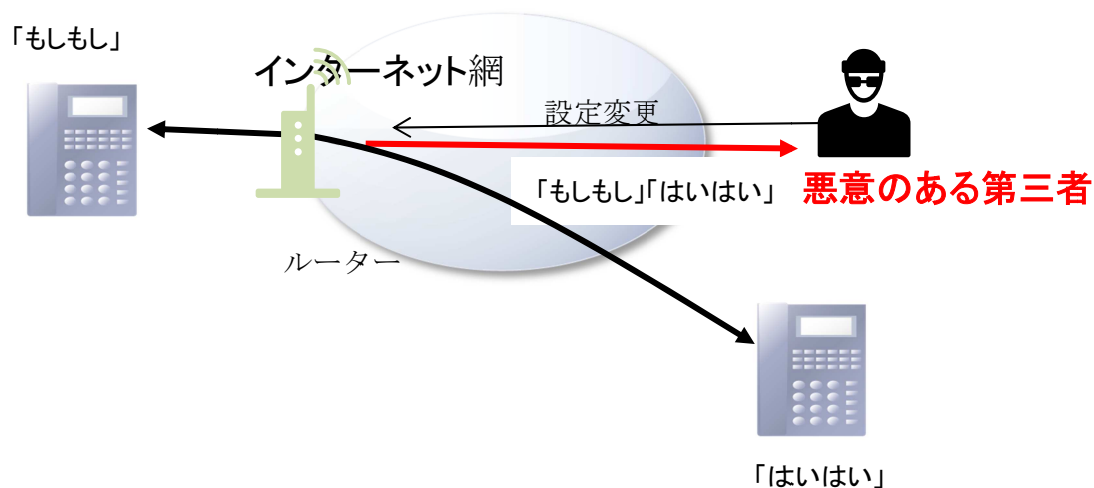 「もしもし」
インターネット網
設定変更
「もしもし」「はいはい」
悪意のある第三者
ルーター
「はいはい」